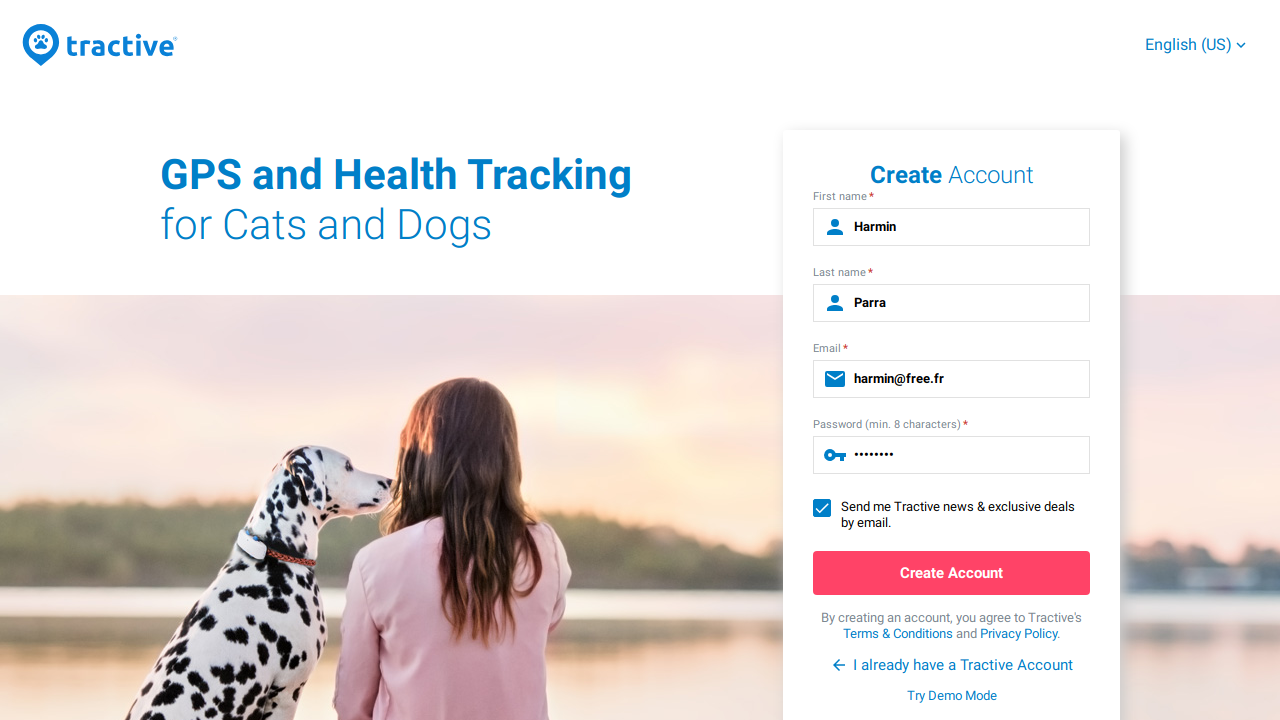 tractive
English (US)
GPS and Health Tracking
for Cats and Dogs
Create Account
First name *
Harmin
Last name *
Parra
Email *
harmin@free.fr
Password (min. 8 characters) *
••••••••
Send me Tractive news & exclusive deals
by email.
Create Account
By creating an account, you agree to Tractive's
Terms & Conditions and Privacy Policy.
I already have a Tractive Account
Try Demo Mode